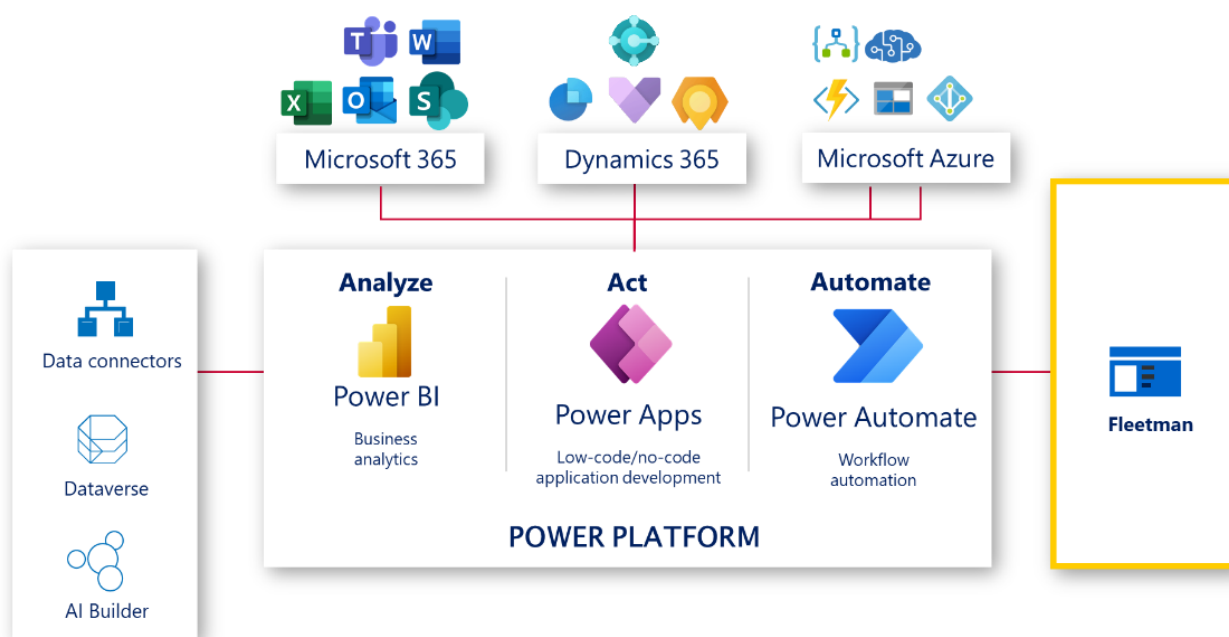 T
W
X
O
S
Microsoft 365
Dynamics 365
Microsoft Azure
Data connectors
Dataverse
AI Builder
Analyze
Power BI
Business
analytics
Act
Power Apps
Low-code/no-code
application development
Automate
Power Automate
Workflow
automation
POWER PLATFORM
Fleetman